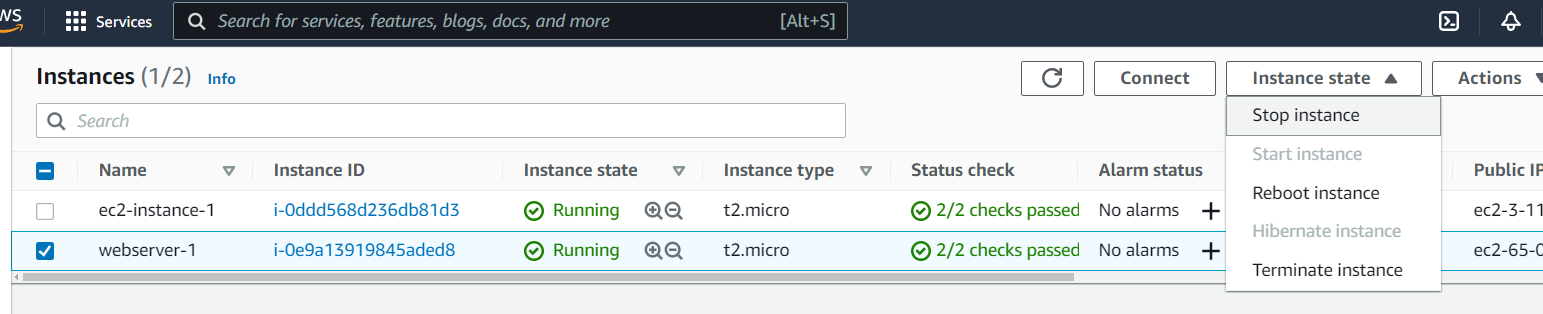 Services
Search for services, features, blogs, docs, and more [Alt+S]
Instances (1/2) Info
Connect
Instance state
Actions
Search
Stop instance
Start instance
Reboot instance
Hibernate instance
Terminate instance
Name Instance ID Instance state Instance type Status check Alarm status Public IP
ec2-instance-1 i-0ddd568d236db81d3 Running t2.micro 2/2 checks passed No alarms ec2-3-11
webserver-1 i-0e9a13919845aded8 Running t2.micro 2/2 checks passed No alarms ec2-65-0